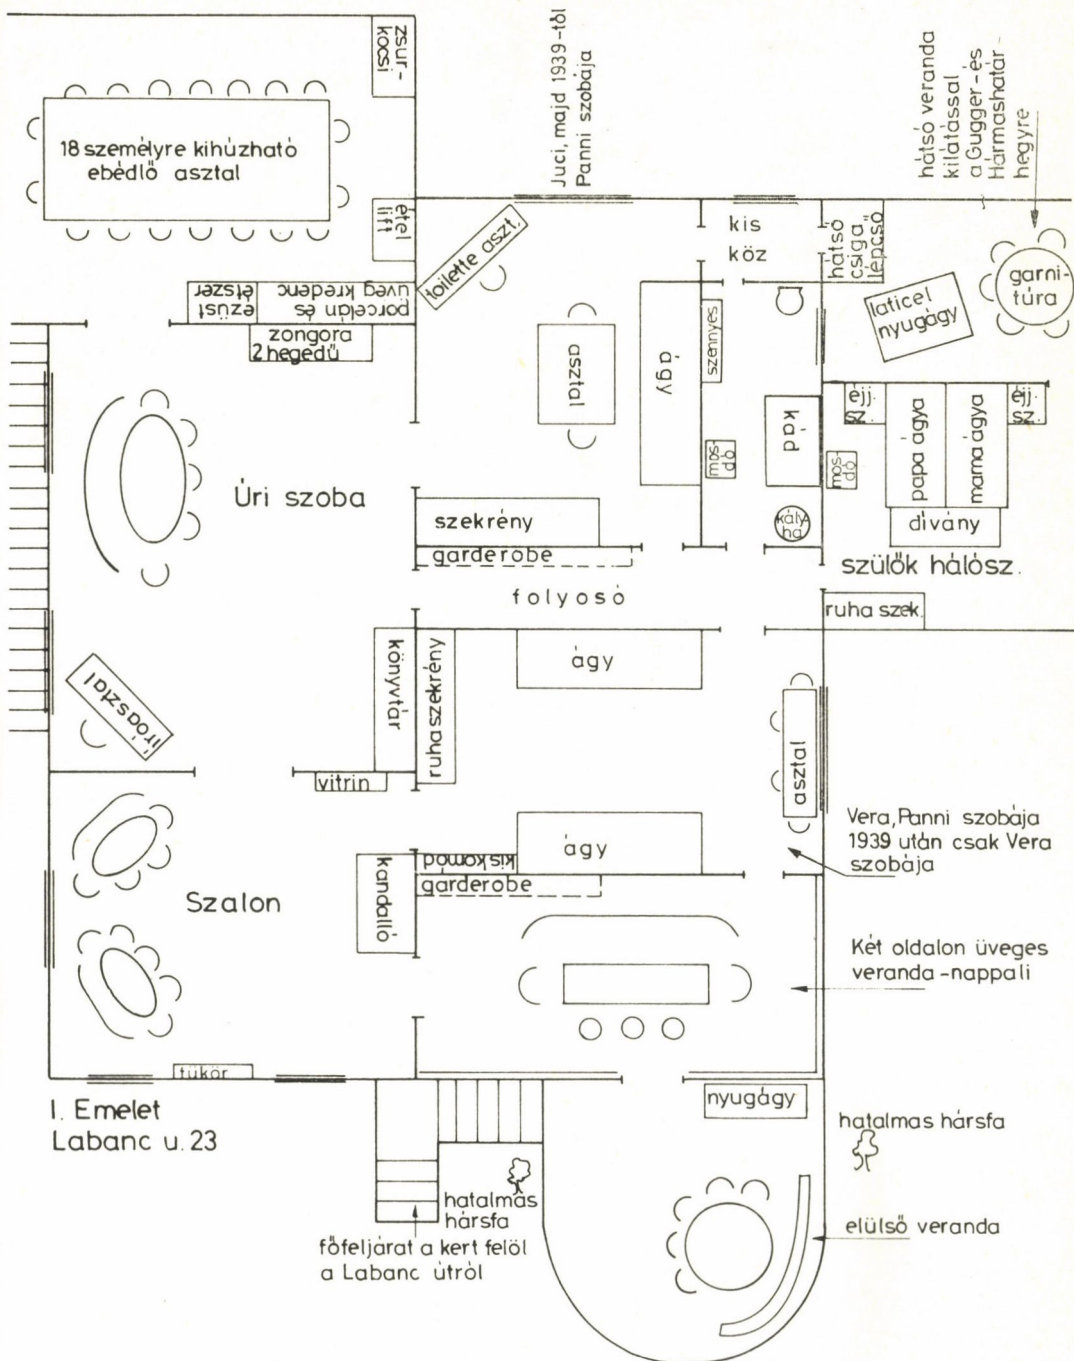 zsur-
kocsi
18 személyre kihúzható
ebédlő asztal
étel
lift
Juci, majd 1939-től
Panni szobája
hátsó veranda
kilátással
a Gugger-és
Hármashatár-
hegyre
toilette aszt.
kis
köz
hátsó
csiga
lépcső
garni-
túra
laticel
nyugágy
ezüst
étszer
porcelán és
üveg kredenc
zongora
2 hegedű
asztal
ágy
szennyes
mos-
dó
kád
kály-
ha
éjj.
sz.
papa ágya
mama ágya
éjj.
sz.
mos-
dó
divány
szülők hálósz.
ruha szek.
Úri szoba
szekrény
garderobe
folyosó
könyvtár
ruhaszekrény
ágy
íróasztal
vitrin
asztal
Vera, Panni szobája
1939 után csak Vera
szobája
kiskomod
ágy
garderobe
kandalló
Szalon
Két oldalon üveges
veranda-nappali
tükör
I. Emelet
Labanc u. 23
nyugágy
hatalmas hársfa
hatalmas
hársfa
főfeljárat a kert felöl
a Labanc útról
elülső veranda